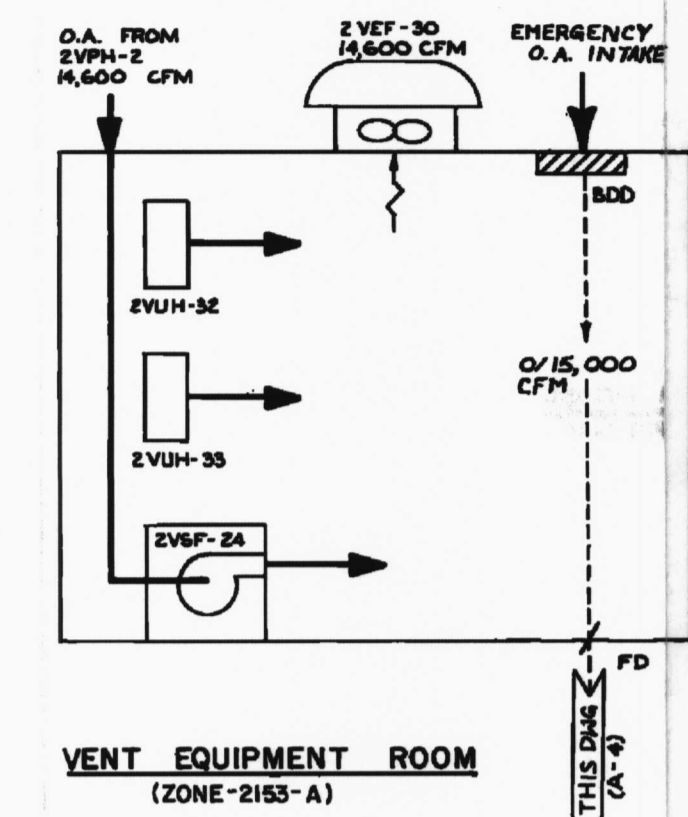 O.A. FROM
2VPH-2
14,600 CFM
2 VEF-30
14,600 CFM
EMERGENCY
O.A. INTAKE
BDD
2VUH-32
0/15,000
CFM
2VUH-33
2VSF-24
FD
THIS DWG
(A-4)
VENT EQUIPMENT ROOM
(ZONE-2153-A)